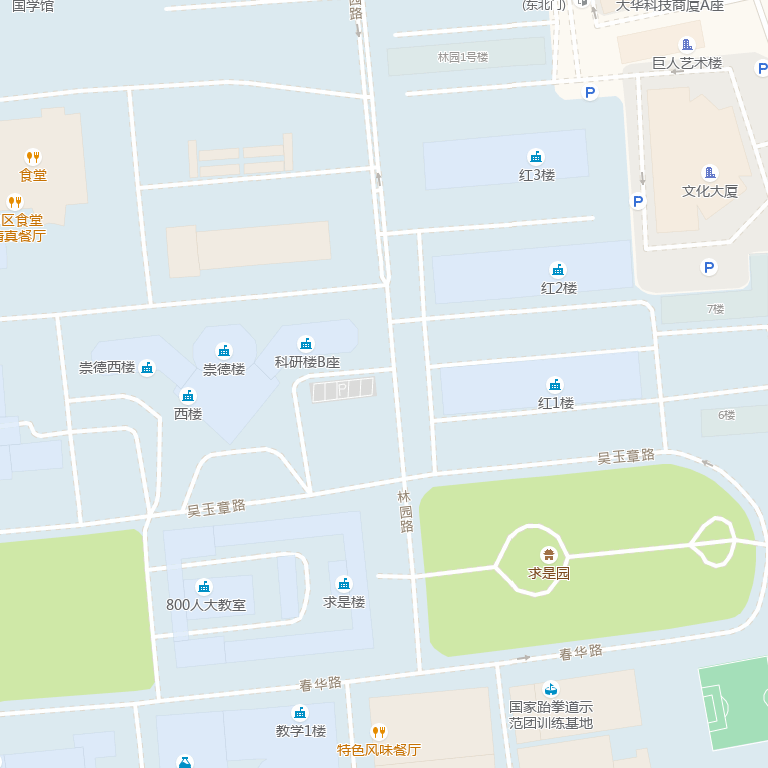 国学馆
林
园
路
(东北门)
大华科技商厦A座
林园1号楼
巨人艺术楼
P
P
食堂
红3楼
文化大厦
P
区食堂
清真餐厅
P
红2楼
7楼
崇德西楼
崇德楼
科研楼B座
P
西楼
红1楼
6楼
吴玉章路
吴玉章路
林
园
路
求是园
800人大教室
求是楼
春华路
春华路
国家跆拳道示
范团训练基地
教学1楼
特色风味餐厅